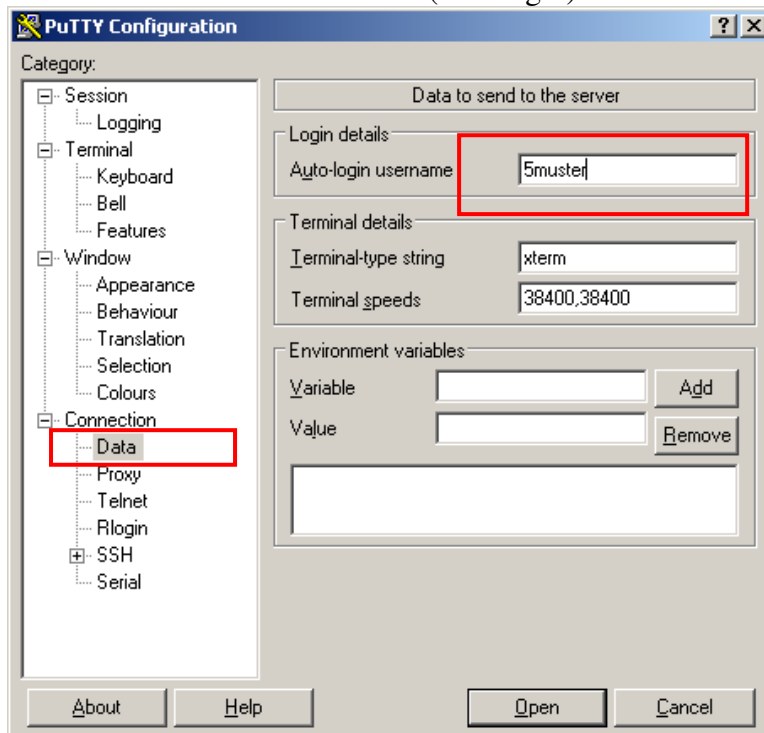 PuTTY Configuration
Category:
Session
Logging
Terminal
Keyboard
Bell
Features
Window
Appearance
Behaviour
Translation
Selection
Colours
Connection
Data
Proxy
Telnet
Rlogin
SSH
Serial
Data to send to the server
Login details
Auto-login username 5muster
Terminal details
Terminal-type string xterm
Terminal speeds 38400,38400
Environment variables
Variable Add
Value Remove
About Help Open Cancel